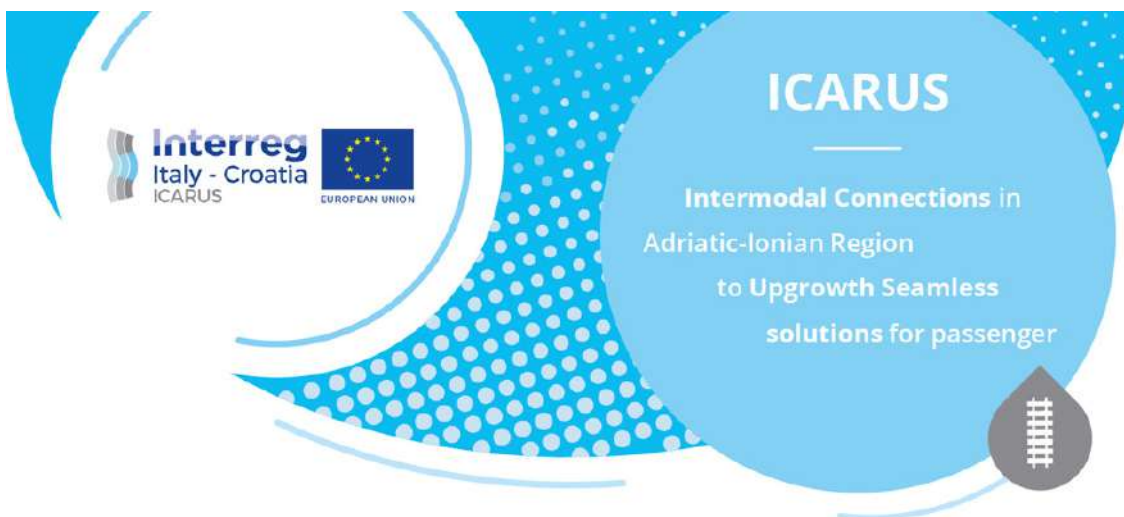 Interreg
Italy - Croatia
ICARUS
EUROPEAN UNION
ICARUS
Intermodal Connections in
Adriatic-Ionian Region
to Upgrowth Seamless
solutions for passenger